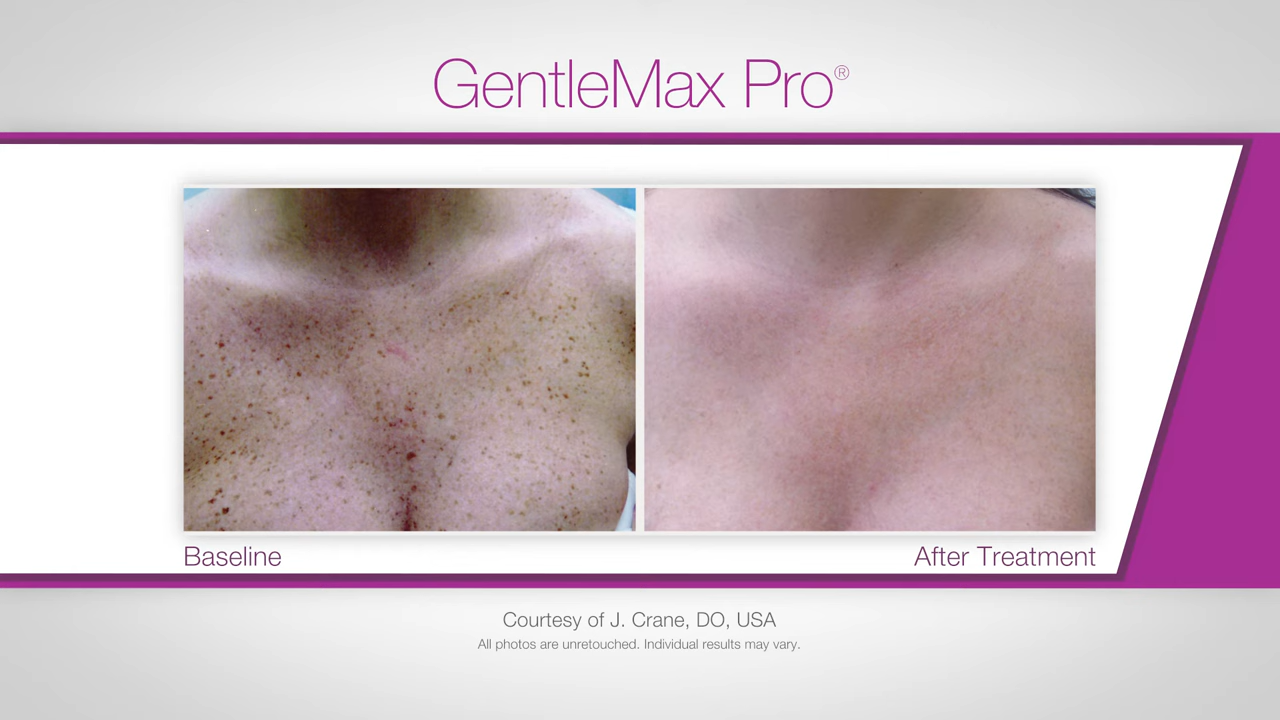 GentleMax Pro®
Baseline
After Treatment
Courtesy of J. Crane, DO, USA
All photos are unretouched. Individual results may vary.